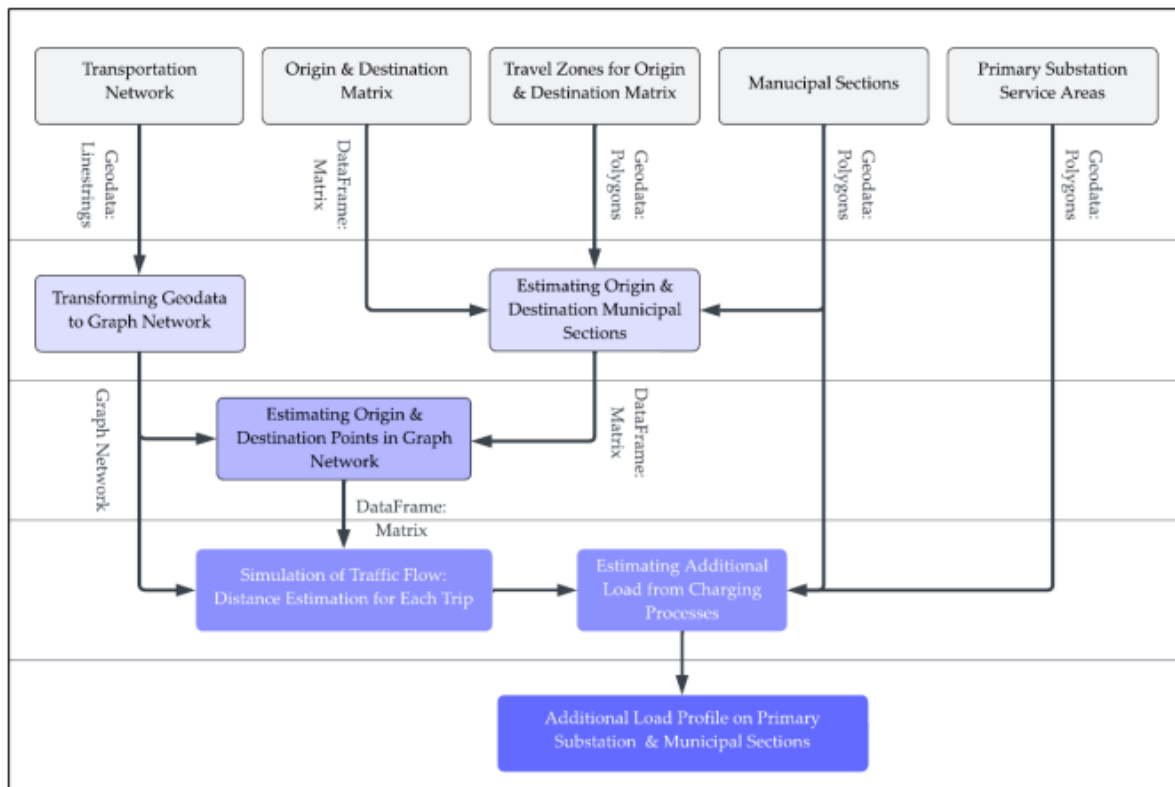 Transportation
Network
Origin & Destination
Matrix
Travel Zones for Origin
& Destination Matrix
Manucipal Sections
Primary Substation
Service Areas
Geodata:
Linestrings
DataFrame:
Matrix
Geodata:
Polygons
Geodata:
Polygons
Geodata:
Polygons
Transforming Geodata
to Graph Network
Estimating Origin &
Destination Municipal
Sections
Graph Network
Estimating Origin &
Destination Points in Graph
Network
DataFrame:
Matrix
DataFrame:
Matrix
Simulation of Traffic Flow:
Distance Estimation for Each Trip
Estimating Additional
Load from Charging
Processes
Additional Load Profile on Primary
Substation & Municipal Sections